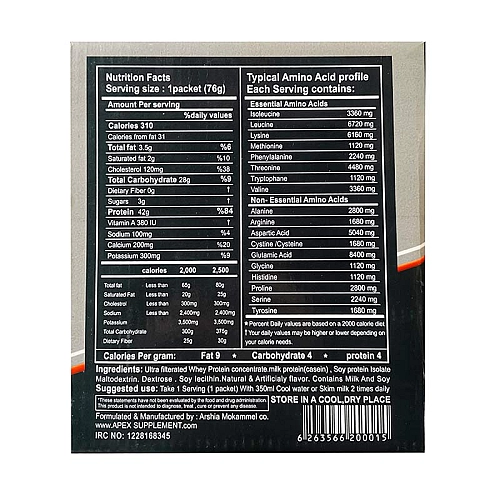 Nutrition Facts
Serving size : 1packet (76g)
Amount Per serving
%daily values
Calories 310
Calories from fat 31
Total fat 3.5g %6
Saturated fat 2g %10
Cholesterol 120mg %38
Total Carbohydrate 28g %9
Dietary Fiber 0g †
Sugars 3g †
Protein 42g %84
Vitamin A 380 IU †
Sodium 100mg %4
Calcium 200mg %20
Potassium 300mg %9
calories 2,000 2,500
Total fat Less than 65g 80g
Saturated Fat Less than 20g 25g
Cholestrol Less than 300mg 300mg
Sodium Less than 2,400mg 2,400mg
Potassium 3,500mg 3,500mg
Total Carbohydrate 300g 375g
Dietary Fiber 25g 30g
Typical Amino Acid profile
Each Serving contains:
Essential Amino Acids
Isoleucine 3360 mg
Leucine 6720 mg
Lysine 6160 mg
Methionine 1120 mg
Phenylalanine 2240 mg
Threonine 4480 mg
Tryptophane 1120 mg
Valine 3360 mg
Non- Essential Amino Acids
Alanine 2800 mg
Arginine 1680 mg
Aspartic Acid 5040 mg
Cystine /Cysteine 1680 mg
Glutamic Acid 8400 mg
Glycine 1120 mg
Histidine 1120 mg
Proline 2800 mg
Serine 2240 mg
Tyrosine 1680 mg
* Percent Daily values are based on a 2000 calorie diet
† Your daily values may be higher or lower depending on
your calorie needs.
Calories Per gram: Fat 9 * Carbohydrate 4 * protein 4
Ingredients: Ultra filterated Whey Protein concentrate.milk protein(casein) , Soy protein Isolate
Maltodextrin. Dextrose . Soy lecithin.Natural & Artificialy flavor. Contains Milk And Soy
Suggested use: Take 1 Serving (1 packet) With 350ml Cool water or Skim milk 2 times daily
*These statements have not been evaluated by the food and drug administration.
This product is not intended to diagnose, treat , cure or prevent any disease.
STORE IN A COOL,DRY PLACE
Formulated & Manufactured by : Arshia Mokammel co.
www.APEX SUPPLEMENT.com
IRC NO: 1228168345
6 263566 200015